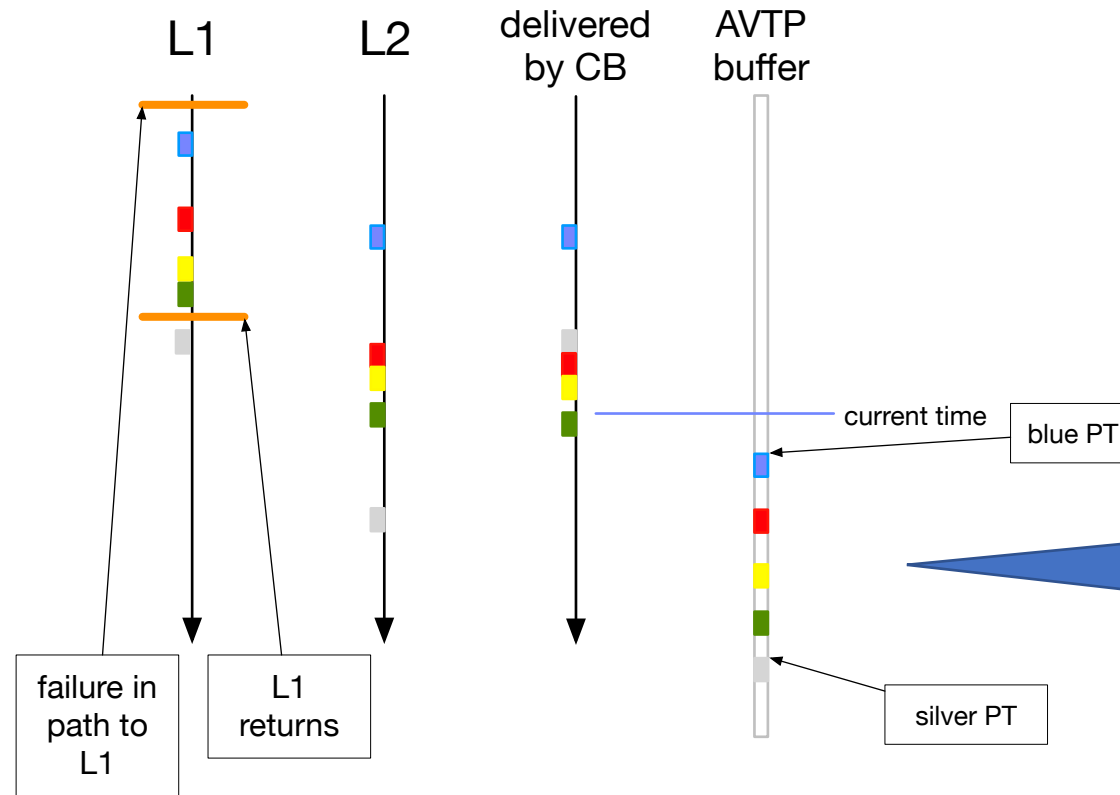 L1
L2
delivered
by CB
AVTP
buffer
current time
blue PT
failure in
path to
L1
L1
returns
silver PT